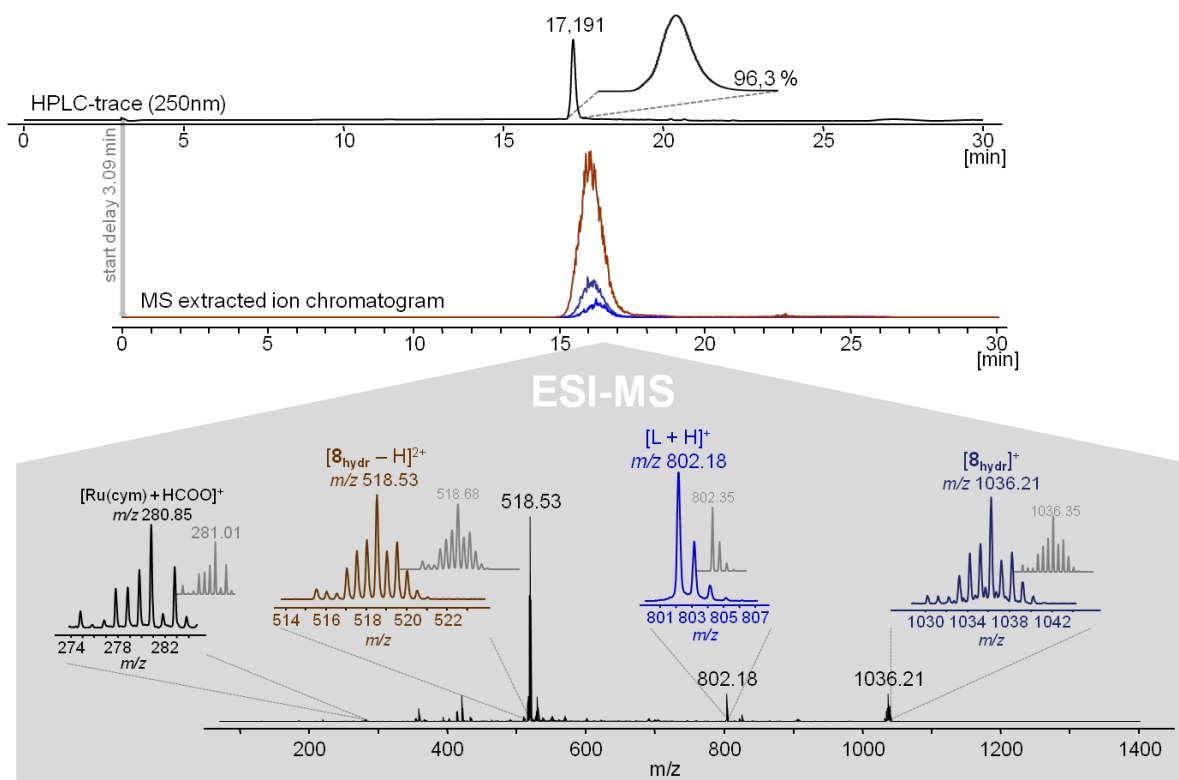 17,191
96,3 %
HPLC-trace (250nm)
0 5 10 15 20 25 30
[min]
start delay 3.09 min
MS extracted ion chromatogram
0 5 10 15 20 25 30
[min]
ESI-MS
[Ru(cym) + HCOO]+
m/z 280.85
281.01
274 278 282
m/z
[8hydr – H]2+
m/z 518.53
518.68
514 516 518 520 522
m/z
518.53
[L + H]+
m/z 802.18
802.35
801 803 805 807
m/z
802.18
[8hydr]+
m/z 1036.21
1036.35
1030 1034 1038 1042
m/z
1036.21
200 400 600 800 1000 1200 1400
m/z